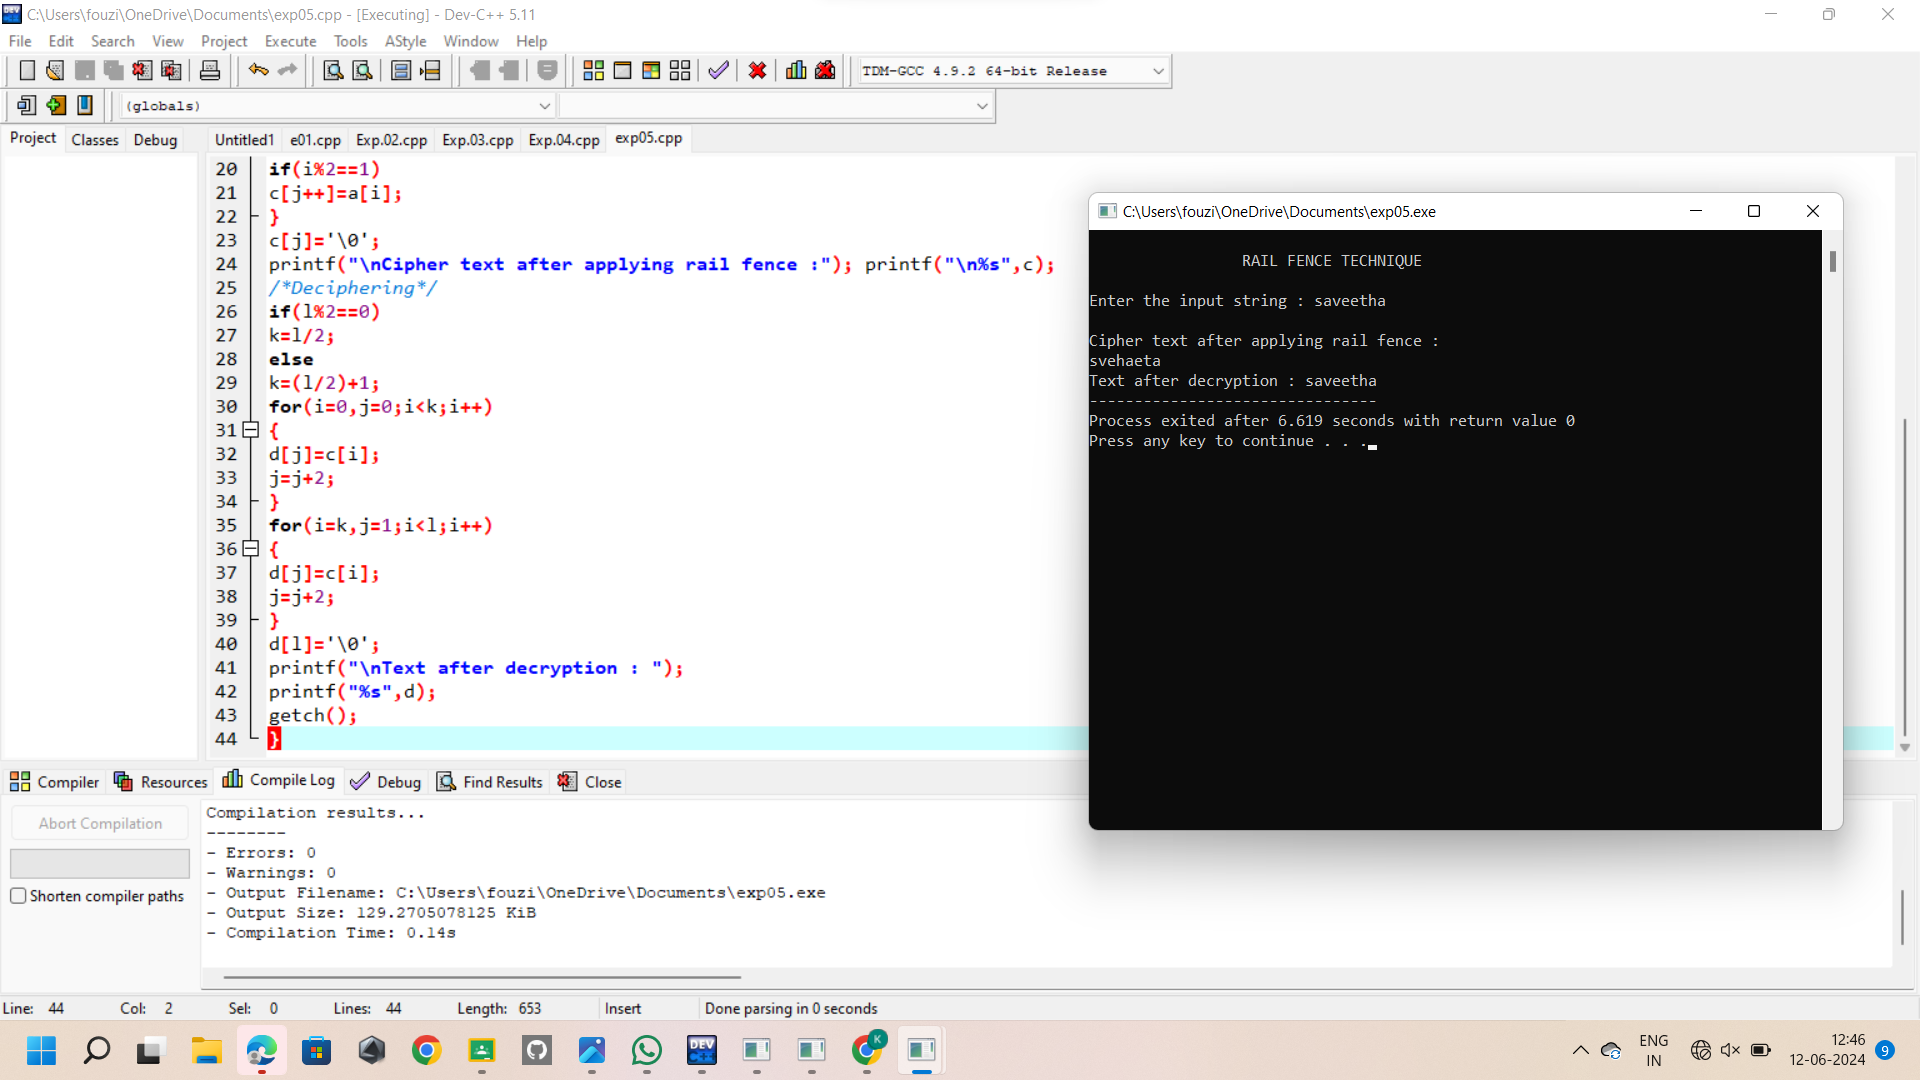 C:\Users\fouzi\OneDrive\Documents\exp05.cpp - [Executing] - Dev-C++ 5.11
File Edit Search View Project Execute Tools AStyle Window Help
TDM-GCC 4.9.2 64-bit Release
(globals)
Project Classes Debug
Untitled1 e01.cpp Exp.02.cpp Exp.03.cpp Exp.04.cpp exp05.cpp
20 if(i%2==1)
21 c[j++]=a[i];
22 }
23 c[j]='\0';
24 printf("\nCipher text after applying rail fence :"); printf("\n%s",c);
25 /*Deciphering*/
26 if(l%2==0)
27 k=l/2;
28 else
29 k=(l/2)+1;
30 for(i=0,j=0;i<k;i++)
31 {
32 d[j]=c[i];
33 j=j+2;
34 }
35 for(i=k,j=1;i<l;i++)
36 {
37 d[j]=c[i];
38 j=j+2;
39 }
40 d[l]='\0';
41 printf("\nText after decryption : ");
42 printf("%s",d);
43 getch();
44 }
C:\Users\fouzi\OneDrive\Documents\exp05.exe
RAIL FENCE TECHNIQUE
Enter the input string : saveetha
Cipher text after applying rail fence :
svehaeta
Text after decryption : saveetha
--------------------------------
Process exited after 6.619 seconds with return value 0
Press any key to continue . . .
Compiler Resources Compile Log Debug Find Results Close
Abort Compilation
Shorten compiler paths
Compilation results...
--------
- Errors: 0
- Warnings: 0
- Output Filename: C:\Users\fouzi\OneDrive\Documents\exp05.exe
- Output Size: 129.2705078125 KiB
- Compilation Time: 0.14s
Line: 44 Col: 2 Sel: 0 Lines: 44 Length: 653 Insert Done parsing in 0 seconds
DEV C++
K
ENG
IN
12:46
12-06-2024
9